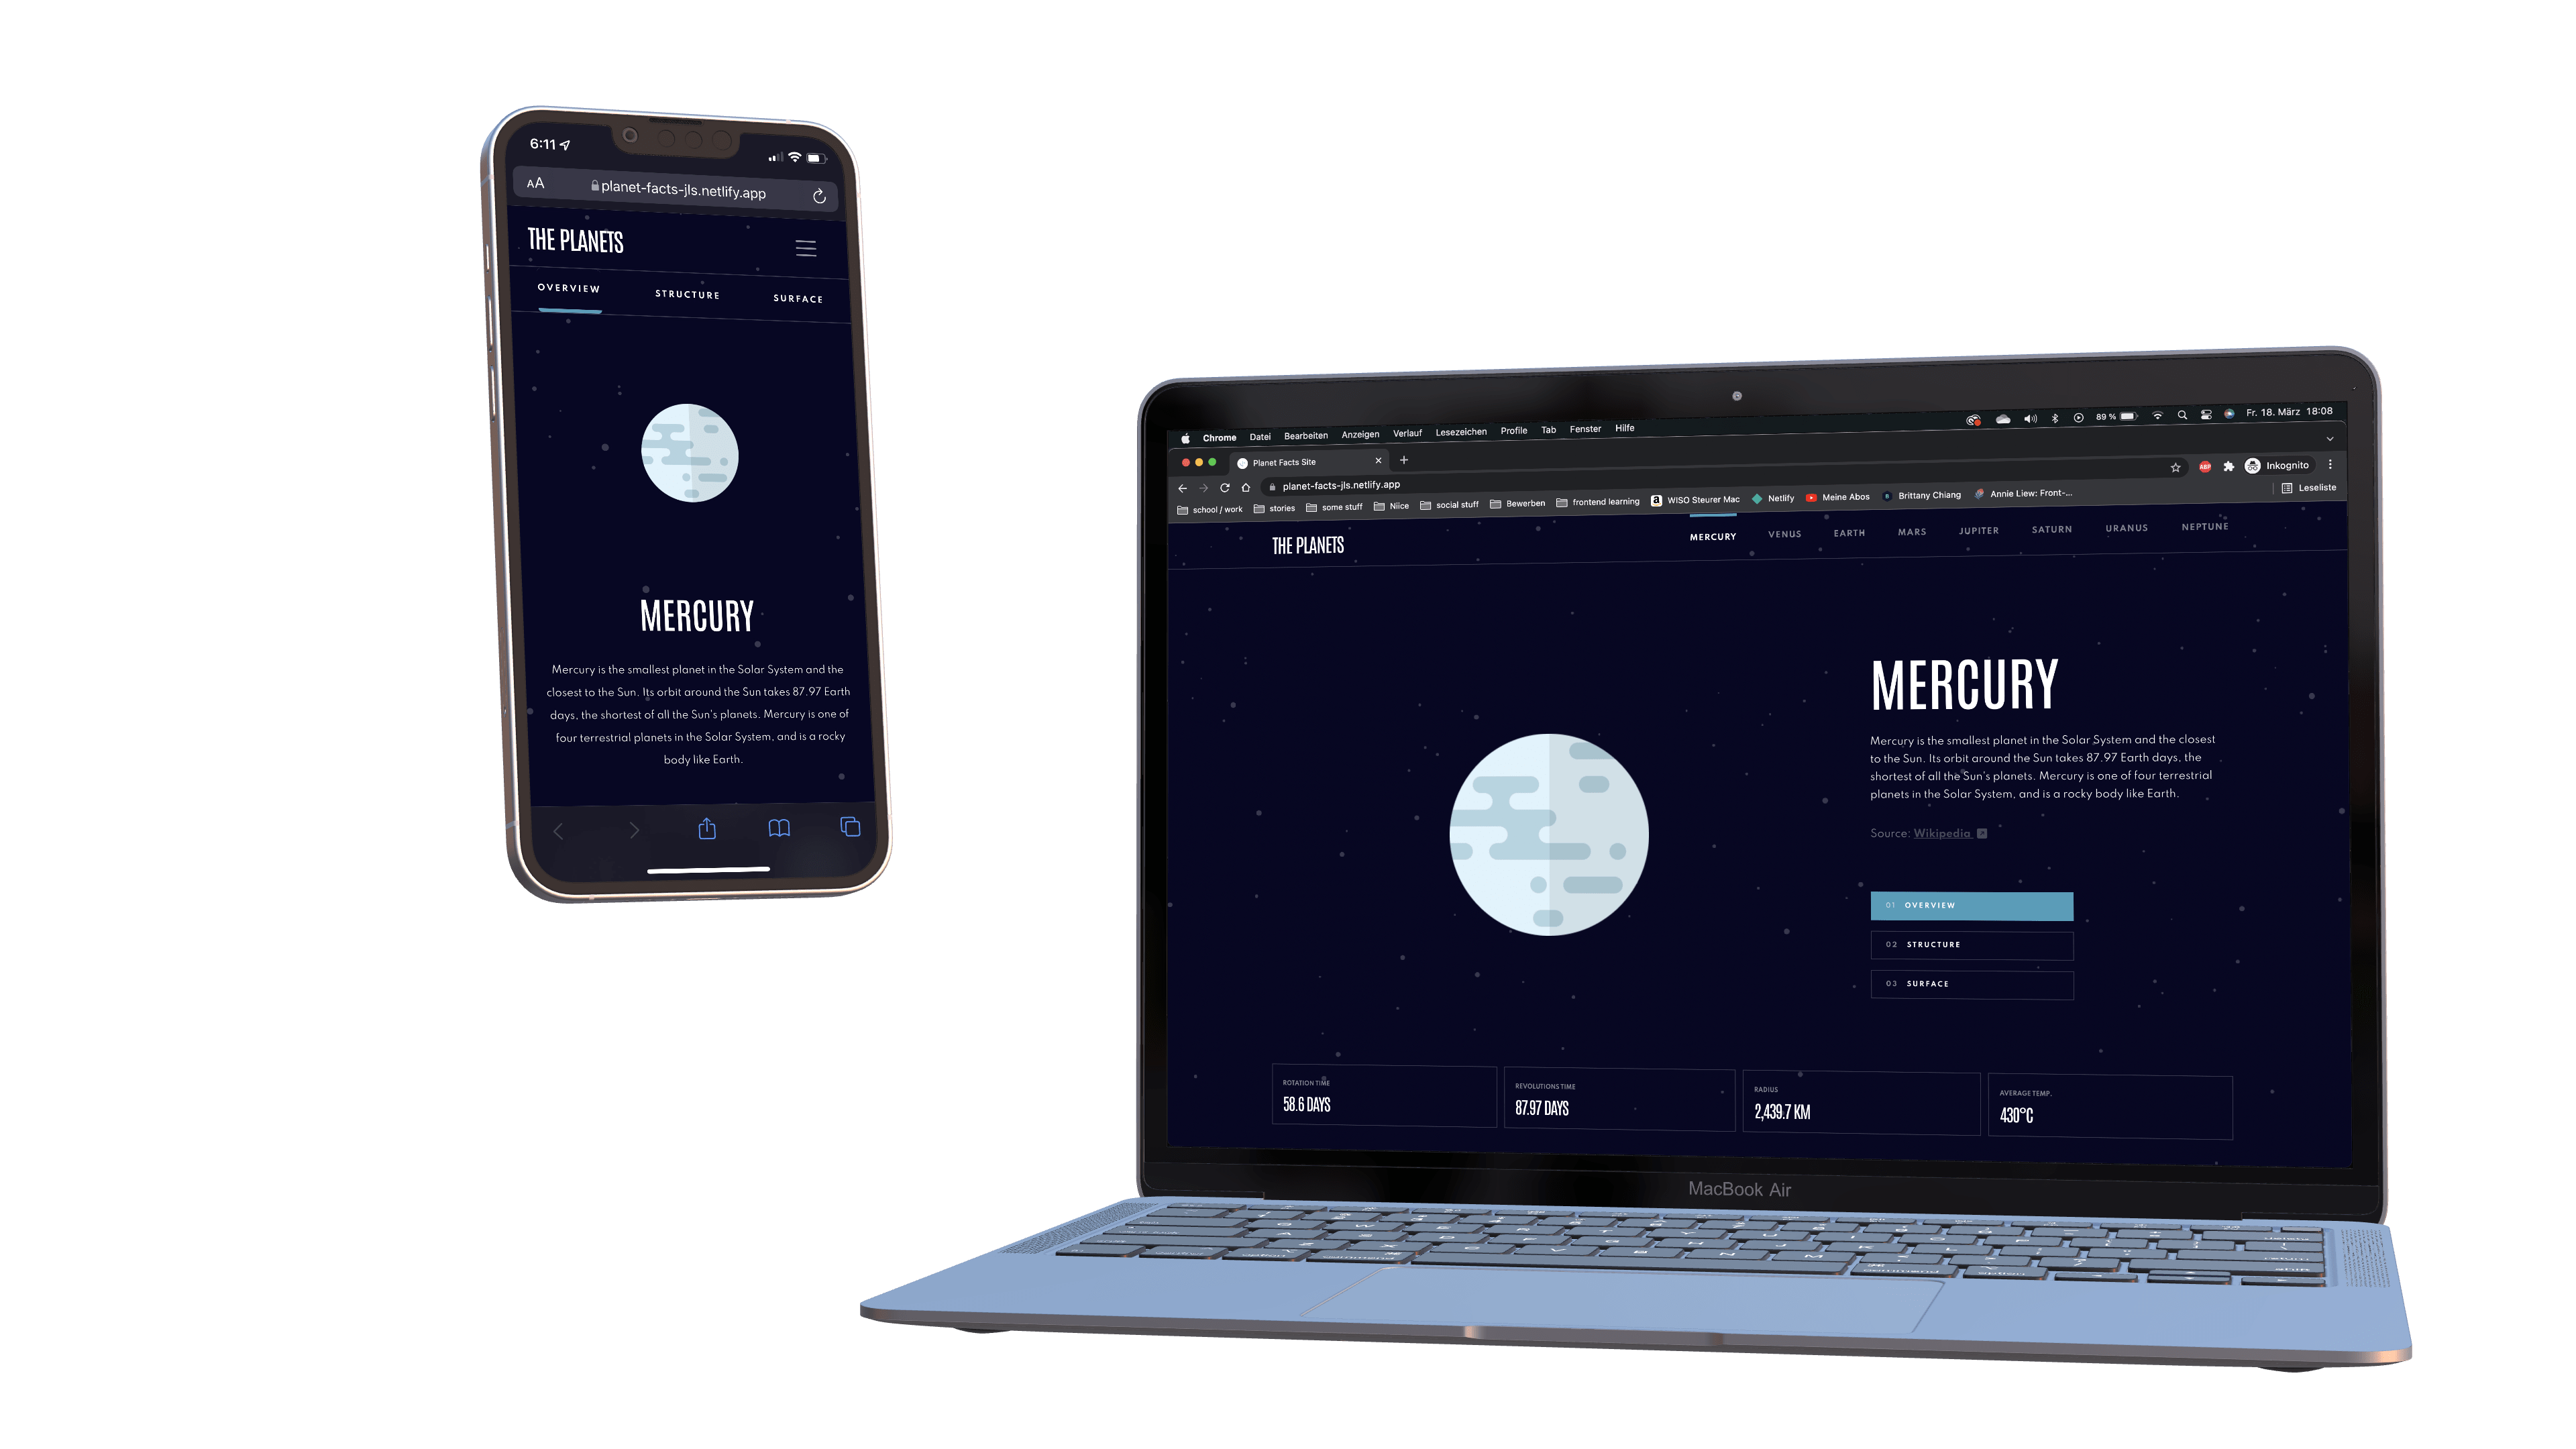 6:11
AA planet-facts-jls.netlify.app
THE PLANETS
OVERVIEW STRUCTURE SURFACE
MERCURY
Mercury is the smallest planet in the Solar System and the
closest to the Sun. Its orbit around the Sun takes 87.97 Earth
days, the shortest of all the Sun's planets. Mercury is one of
four terrestrial planets in the Solar System, and is a rocky
body like Earth.
Chrome Datei Bearbeiten Anzeigen Verlauf Lesezeichen Profile Tab Fenster Hilfe 89 % Fr. 18. März 18:08
Planet Facts Site
planet-facts-jls.netlify.app ABP Inkognito
school / work stories some stuff Niice social stuff Bewerben frontend learning WISO Steurer Mac Netlify Meine Abos Brittany Chiang Annie Liew: Front-... Leseliste
THE PLANETS MERCURY VENUS EARTH MARS JUPITER SATURN URANUS NEPTUNE
MERCURY
Mercury is the smallest planet in the Solar System and the closest
to the Sun. Its orbit around the Sun takes 87.97 Earth days, the
shortest of all the Sun's planets. Mercury is one of four terrestrial
planets in the Solar System, and is a rocky body like Earth.
Source: Wikipedia
01 OVERVIEW
02 STRUCTURE
03 SURFACE
ROTATION TIME
58.6 DAYS
REVOLUTIONS TIME
87.97 DAYS
RADIUS
2,439.7 KM
AVERAGE TEMP.
430°C
MacBook Air